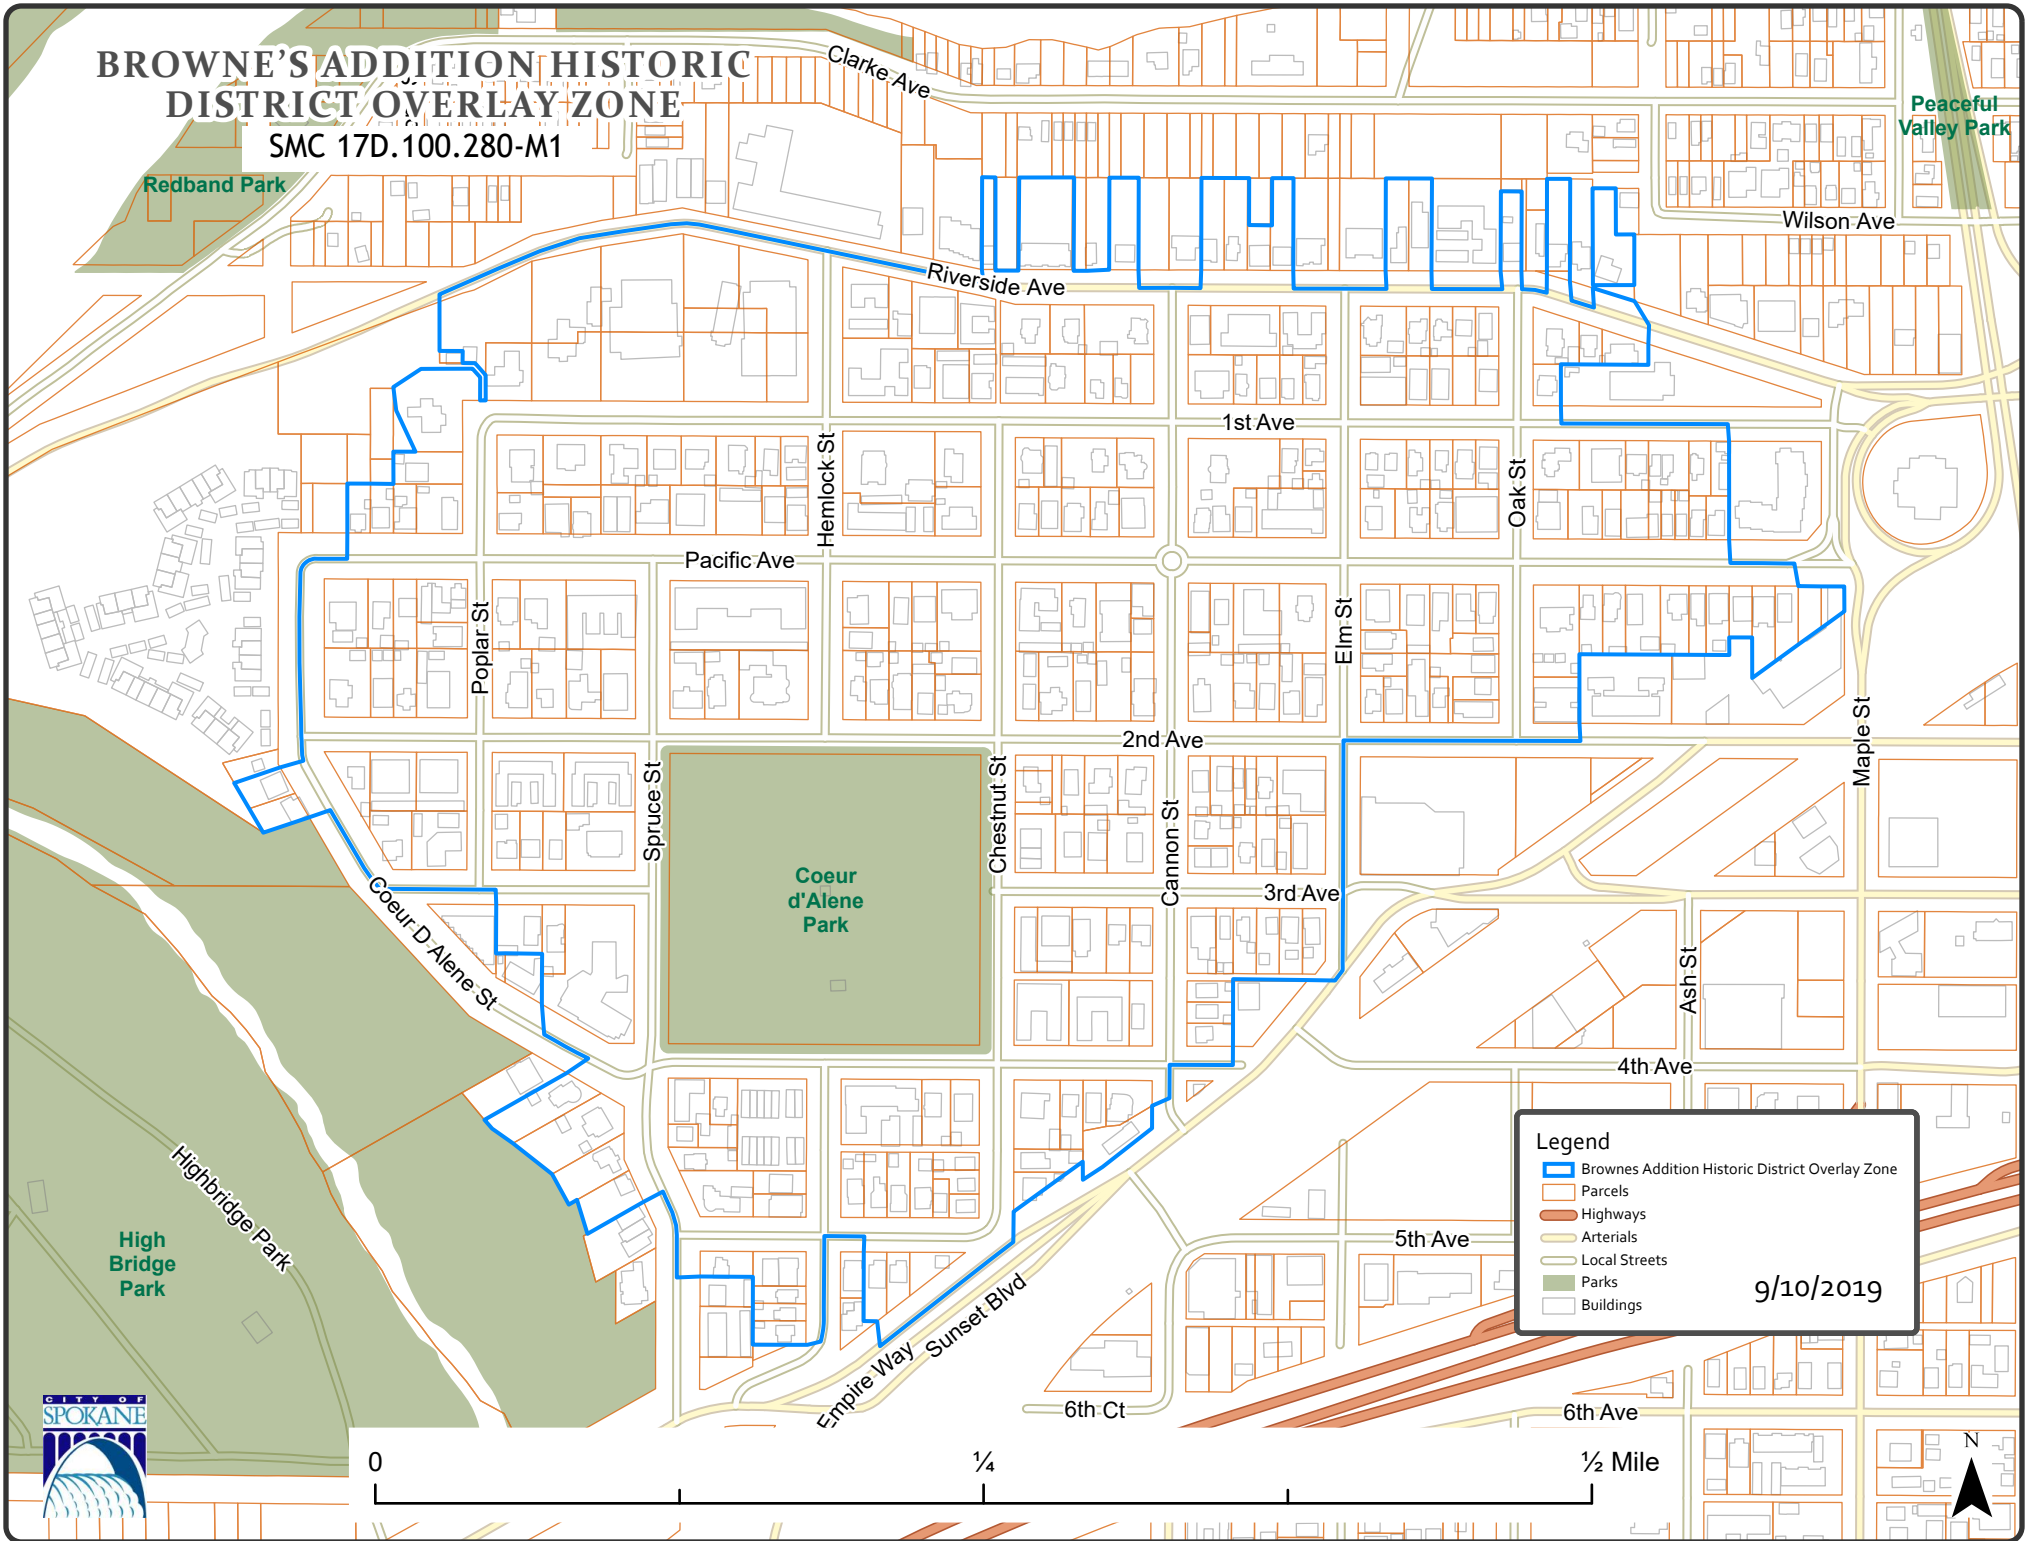 BROWNE'S ADDITION HISTORIC
DISTRICT OVERLAY ZONE
SMC 17D.100.280-M1
Clarke Ave
Peaceful
Valley Park
Redband Park
Wilson Ave
Riverside Ave
1st Ave
Hemlock St
Oak St
Pacific Ave
Poplar St
Elm St
2nd Ave
Maple St
Spruce St
Chestnut St
Cannon St
Coeur
d'Alene
Park
3rd Ave
Coeur D Alene St
Ash St
4th Ave
Highbridge Park
High
Bridge
Park
5th Ave
Sunset Blvd
Empire Way
6th Ct
6th Ave
Legend
Brownes Addition Historic District Overlay Zone
Parcels
Highways
Arterials
Local Streets
Parks
Buildings
9/10/2019
CITY OF
SPOKANE
0
¼
½ Mile
N